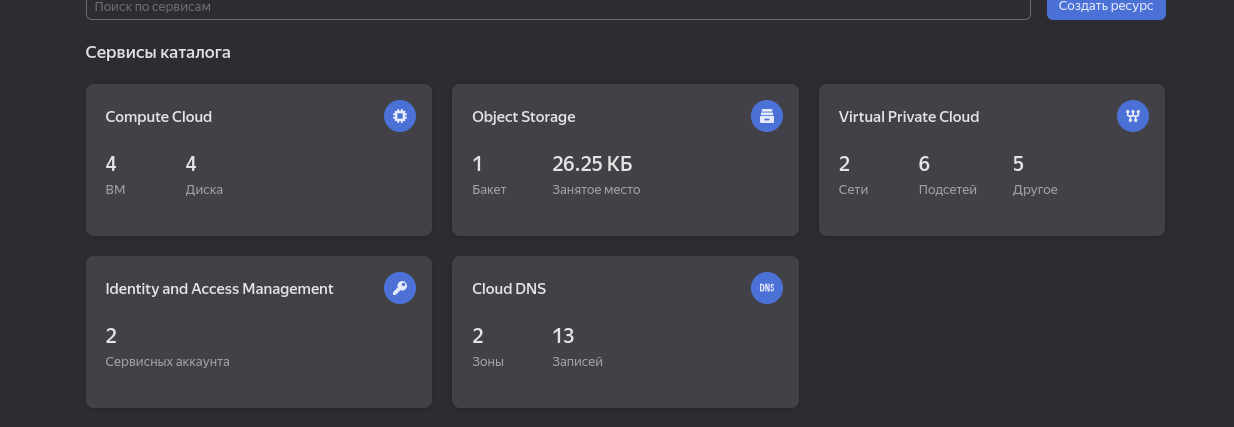 Поиск по сервисам
Создать ресурс
Сервисы каталога
Compute Cloud
4 4
ВМ Диска
Object Storage
1 26.25 КБ
Бакет Занятое место
Virtual Private Cloud
2 6 5
Сети Подсетей Другое
Identity and Access Management
2
Сервисных аккаунта
Cloud DNS
DNS
2 13
Зоны Записей